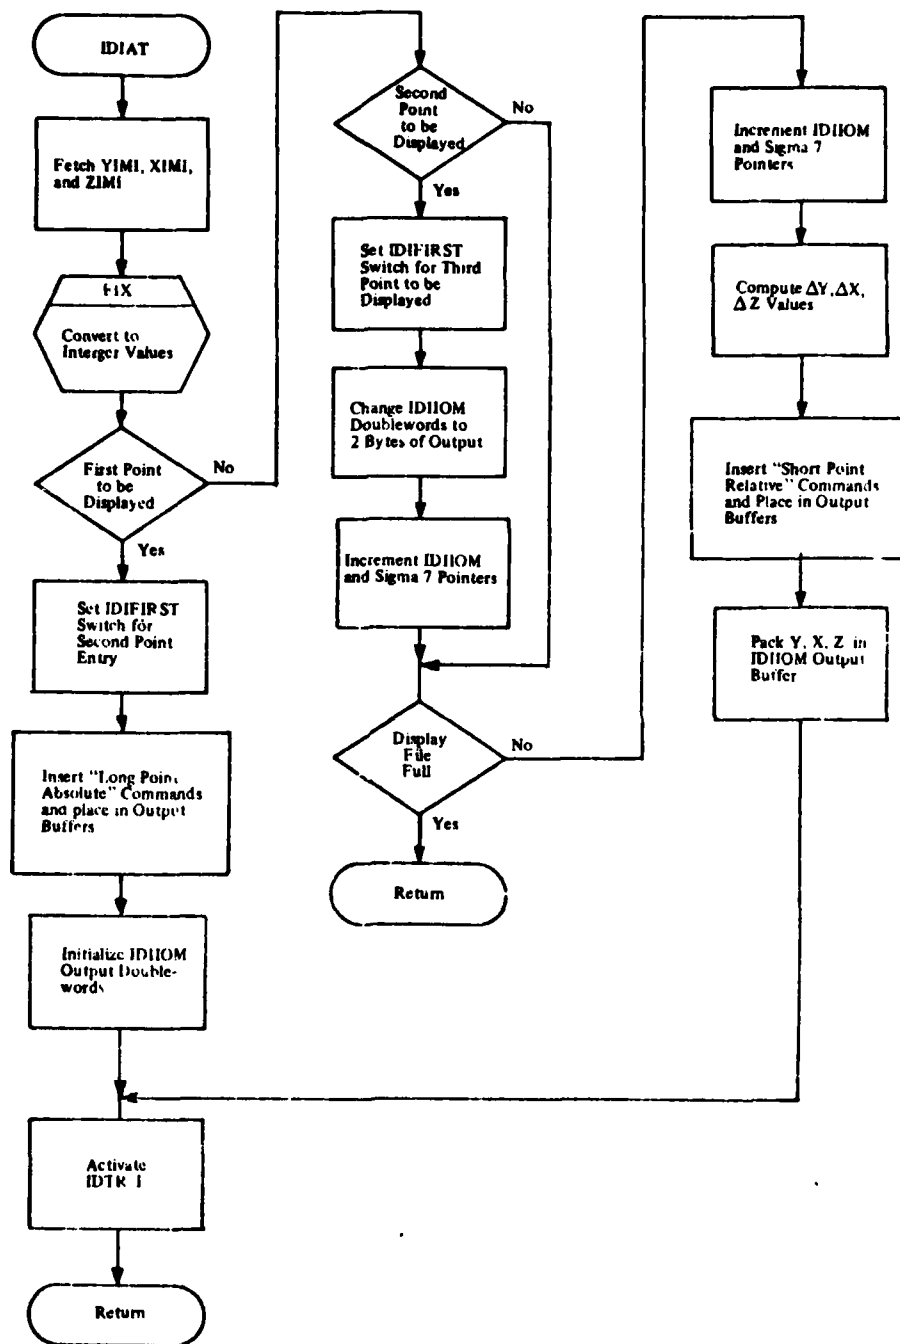 IDIAT
Fetch YIMI, XIMI,
and ZIMI
FIX
Convert to
Interger Values
First Point
to be
Displayed
No
Yes
Set IDIFIRST
Switch for
Second Point
Entry
Insert "Long Point
Absolute" Commands
and place in Output
Buffers
Initialize IDIIOM
Output Double-
words
Activate
IDTR 1
Return
Second
Point
to be
Displayed
No
Yes
Set IDIFIRST
Switch for Third
Point to be
Displayed
Change IDIIOM
Doublewords to
2 Bytes of Output
Increment IDIIOM
and Sigma 7 Pointers
Display
File
Full
No
Yes
Return
Increment IDIIOM
and Sigma 7
Pointers
Compute ΔY, ΔX,
ΔZ Values
Insert "Short Point
Relative" Commands
and Place in Output
Buffers
Pack Y, X, Z in
IDIIOM Output
Buffer